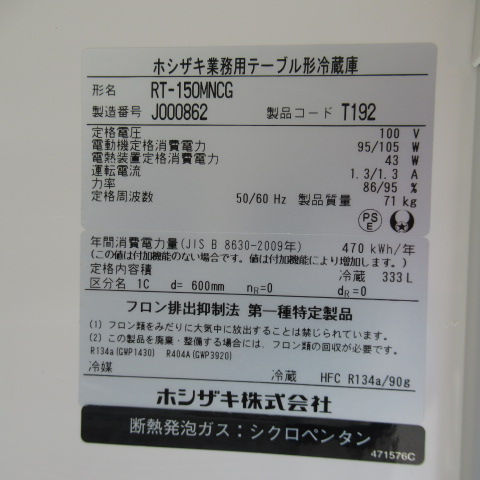 ホシザキ業務用テーブル形冷蔵庫
形名 RT-150MNCG
製造番号 J000862 製品コード T192
定格電圧 100 V
電動機定格消費電力 95/105 W
電熱装置定格消費電力 43 W
運転電流 1.3/1.3 A
力率 86/95 %
定格周波数 50/60 Hz 製品質量 71 kg
PS E
年間消費電力量(JIS B 8630-2009年) 470 kWh/年
(この値は付加機能のない場合です。付加機能により値が増加します。)
定格内容積 冷蔵 333L
区分名 1C d= 600mm nR=0 dR=0
フロン排出抑制法 第一種特定製品
(1) フロン類をみだりに大気中に放出することは禁じられています。
(2) この製品を廃棄・整備する場合には、フロン類の回収が必要です。
R134a(GWP1430) R404A(GWP3920)
冷媒 冷蔵 HFC R134a/90g
ホシザキ株式会社
断熱発泡ガス:シクロペンタン
471576C